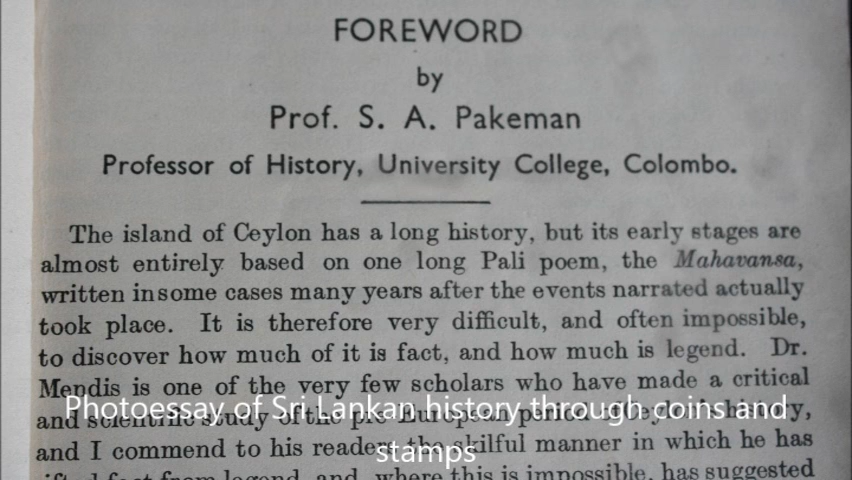 FOREWORD
by
Prof. S. A. Pakeman
Professor of History, University College, Colombo.
The island of Ceylon has a long history, but its early stages are
almost entirely based on one long Pali poem, the Mahavansa,
written insome cases many years after the events narrated actually
took place. It is therefore very difficult, and often impossible,
to discover how much of it is fact, and how much is legend. Dr.
Mendis is one of the very few scholars who have made a critical
and scientific study of the pre-European period of Ceylon's history,
Photoessay of Sri Lankan history through coins and
stamps
and I commend to his readers the skilful manner in which he has
fact from legend, and, where this is impossible, has suggested